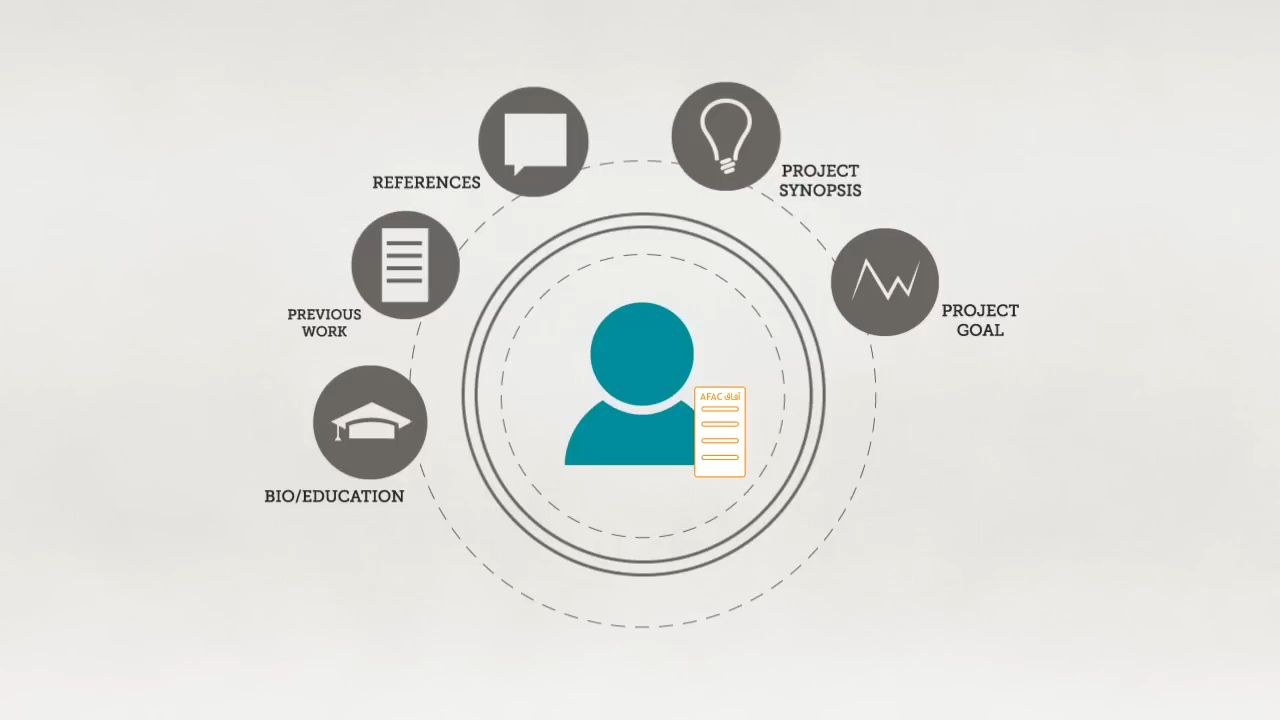 REFERENCES
PROJECT
SYNOPSIS
PREVIOUS
WORK
PROJECT
GOAL
AFAC آفاق
BIO/EDUCATION